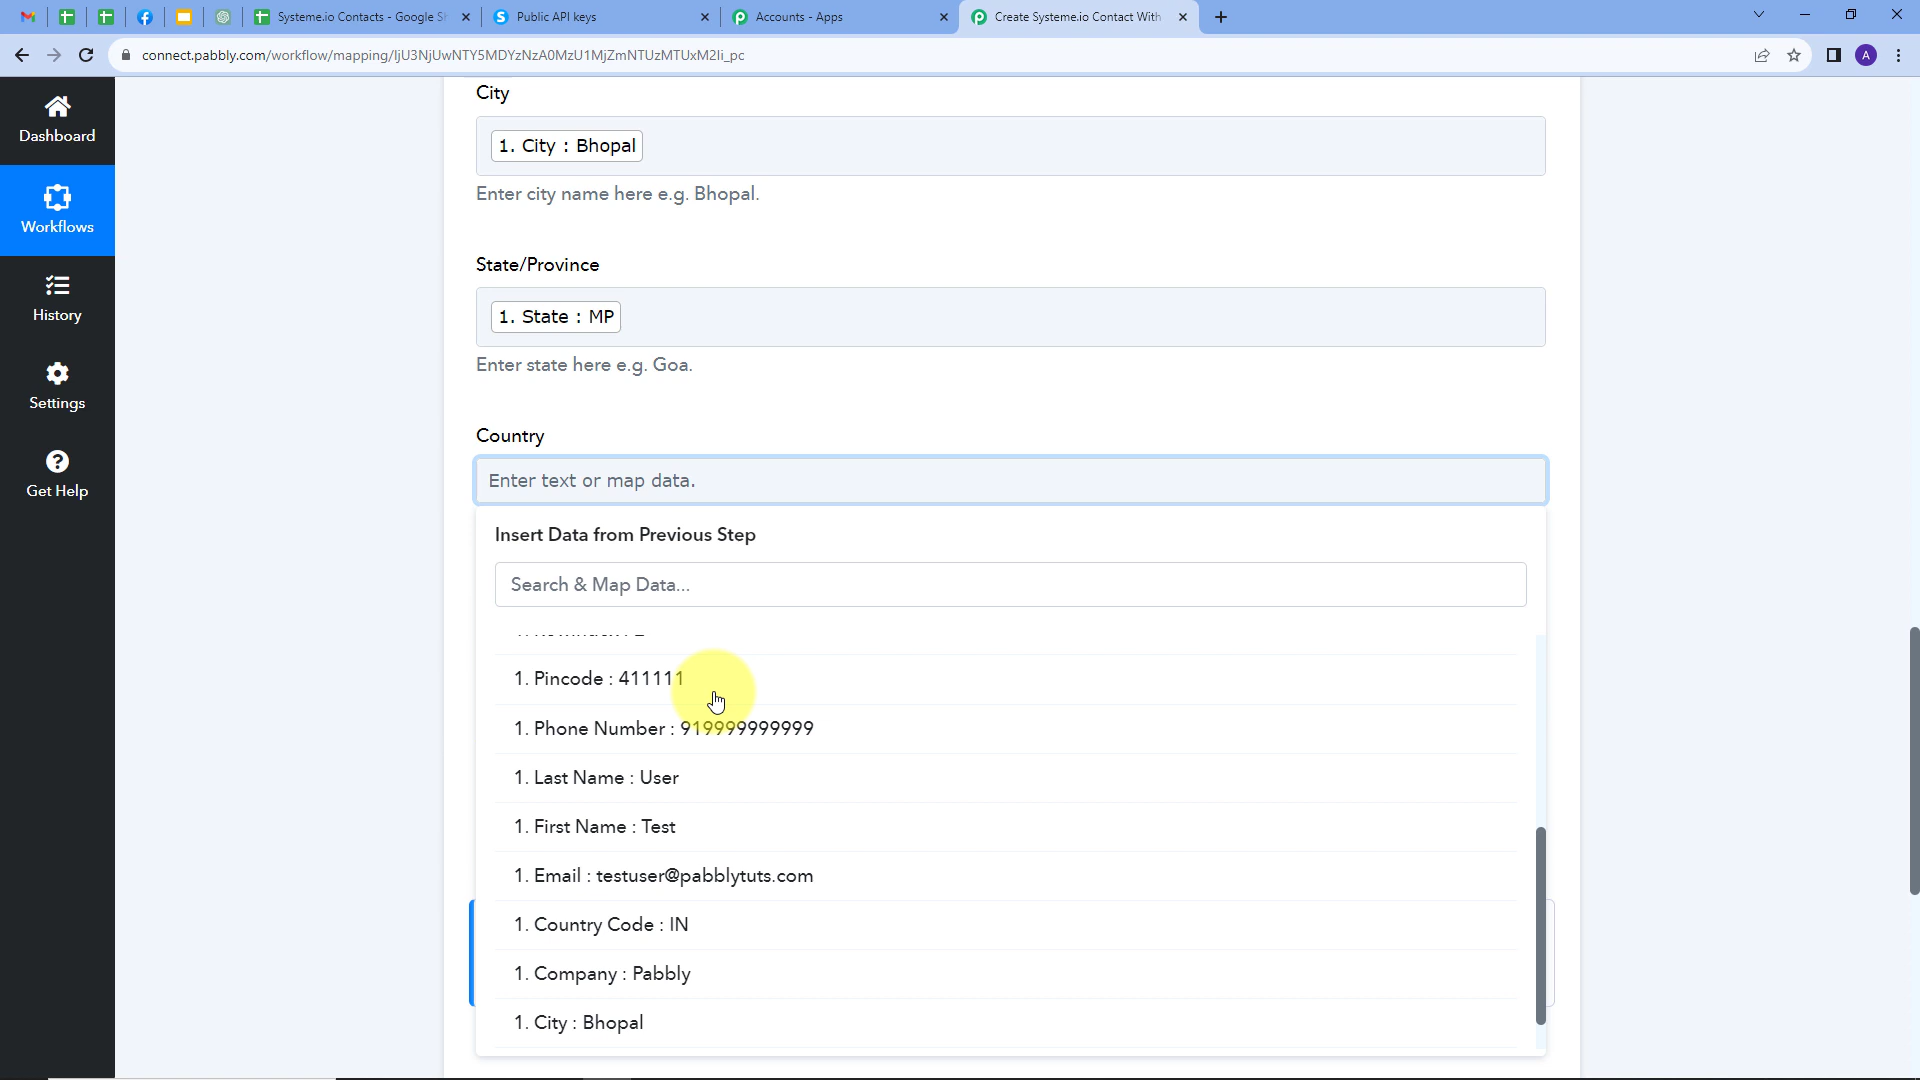 Systeme.io Contacts - Google Sh
Public API keys
Accounts - Apps
Create Systeme.io Contact With
connect.pabbly.com/workflow/mapping/IjU3NjUwNTY5MDYzNzA0MzU1MjZmNTUzMTUxM2Ii_pc
A
Dashboard
Workflows
History
Settings
Get Help
City
1. City : Bhopal
Enter city name here e.g. Bhopal.
State/Province
1. State : MP
Enter state here e.g. Goa.
Country
Enter text or map data.
Insert Data from Previous Step
Search & Map Data...
1. Pincode : 411111
1. Phone Number : 919999999999
1. Last Name : User
1. First Name : Test
1. Email : testuser@pabblytuts.com
1. Country Code : IN
1. Company : Pabbly
1. City : Bhopal